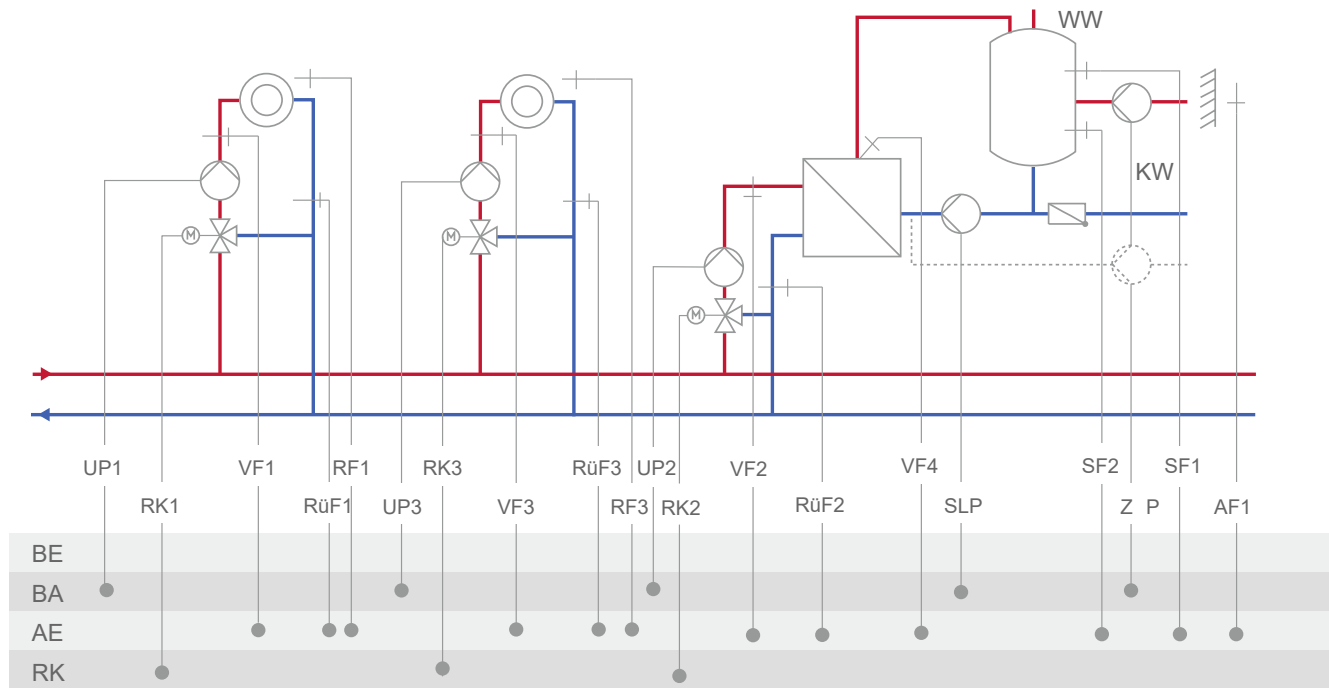 WW
KW
M
M
M
UP1 VF1 RF1 RK3 RüF3 UP2 VF2 VF4 SF2 SF1
RK1 RüF1 UP3 VF3 RF3 RK2 RüF2 SLP Z P AF1
BE
BA
AE
RK